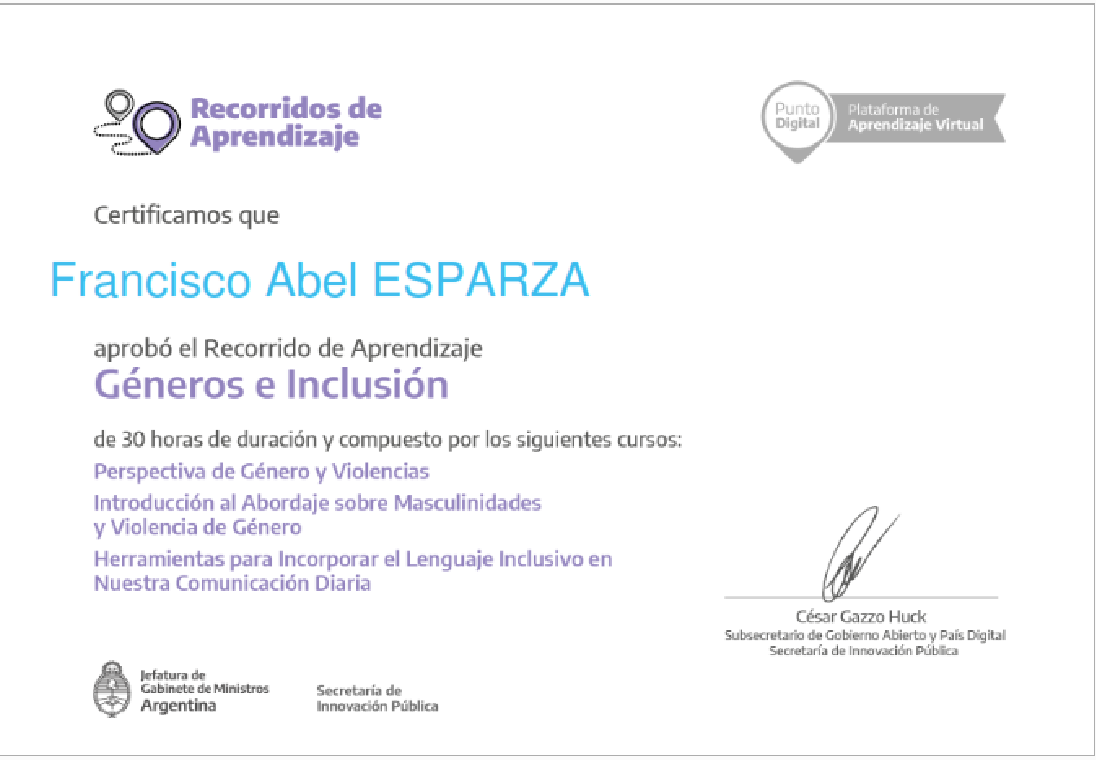 Recorridos de
Aprendizaje
Punto
Digital
Plataforma de
Aprendizaje Virtual
Certificamos que
Francisco Abel ESPARZA
aprobó el Recorrido de Aprendizaje
Géneros e Inclusión
de 30 horas de duración y compuesto por los siguientes cursos:
Perspectiva de Género y Violencias
Introducción al Abordaje sobre Masculinidades
y Violencia de Género
Herramientas para Incorporar el Lenguaje Inclusivo en
Nuestra Comunicación Diaria
César Gazzo Huck
Subsecretario de Gobierno Abierto y País Digital
Secretaría de Innovación Pública
Jefatura de
Gabinete de Ministros
Argentina
Secretaría de
Innovación Pública